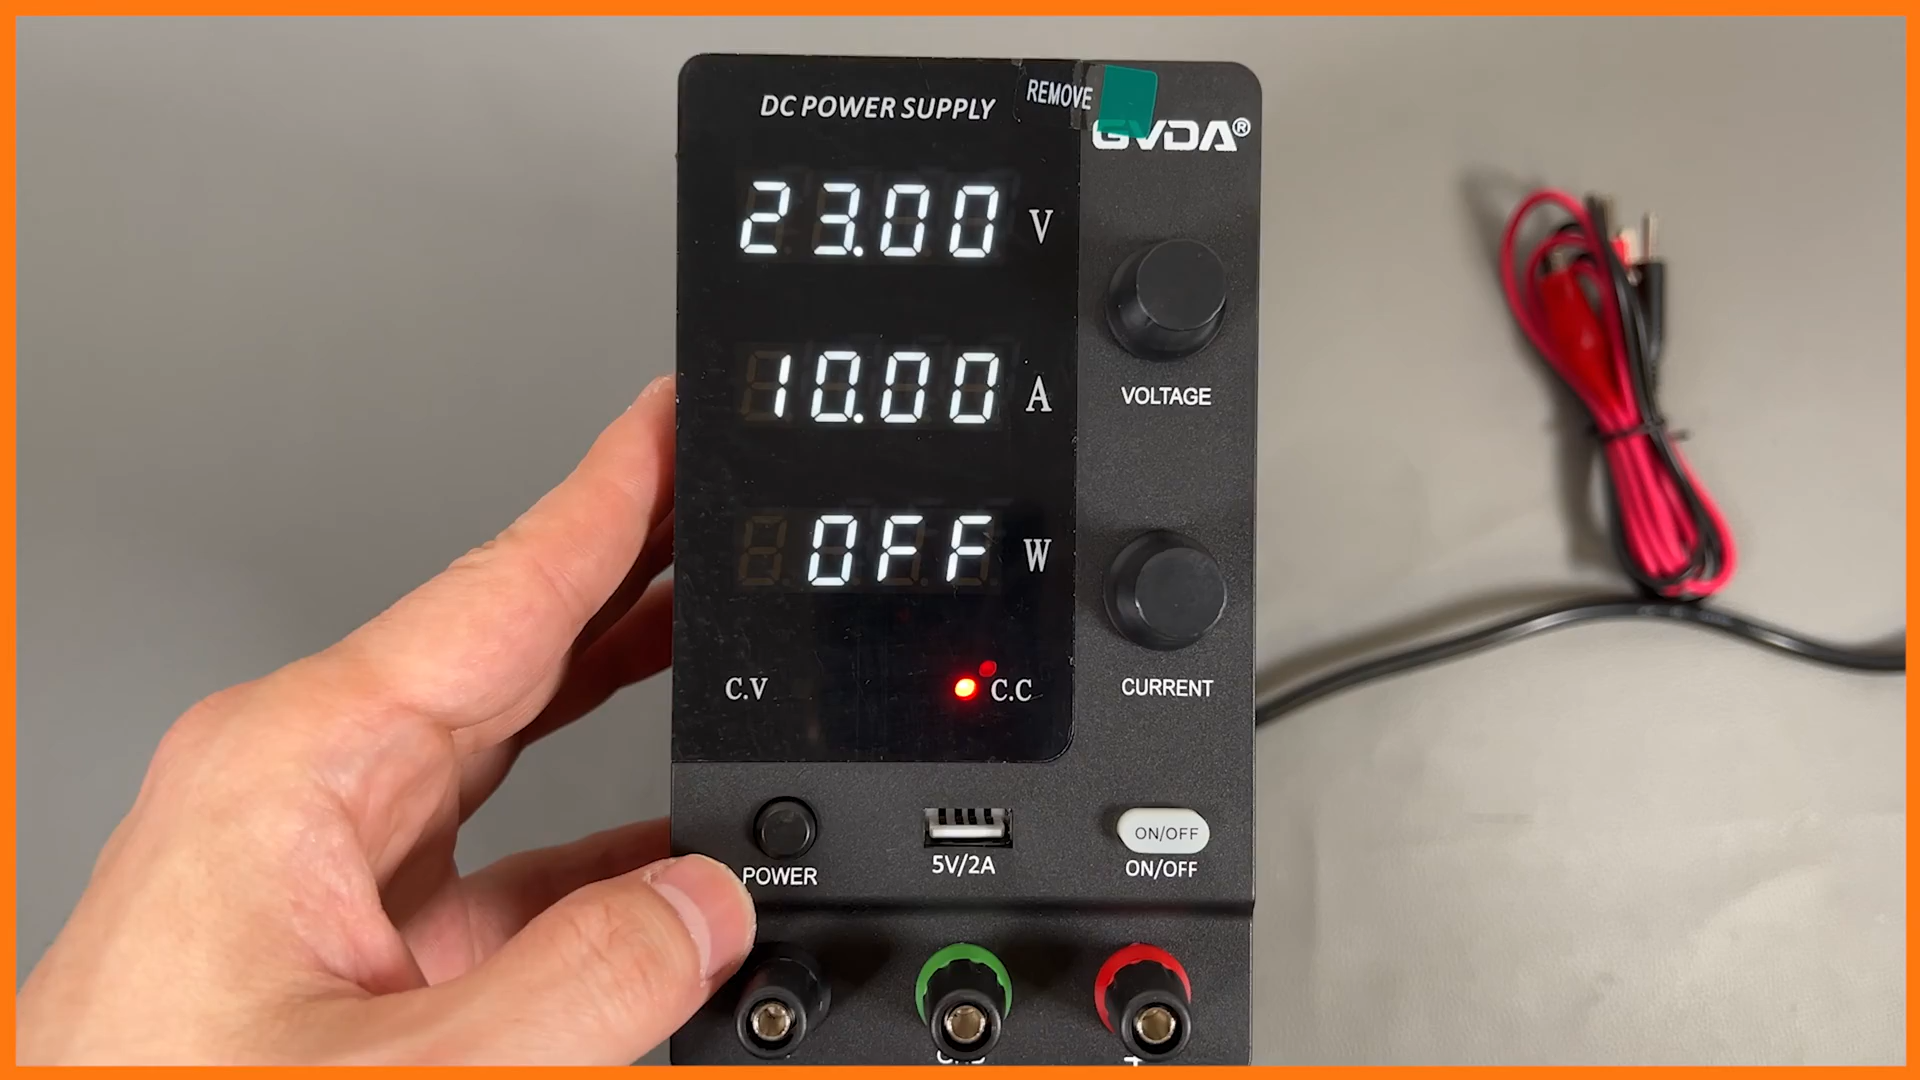 DC POWER SUPPLY
REMOVE
GVDA®
23.00 V
10.00 A
VOLTAGE
OFF W
C.V
C.C
CURRENT
ON/OFF
POWER
5V/2A
ON/OFF
GND
+